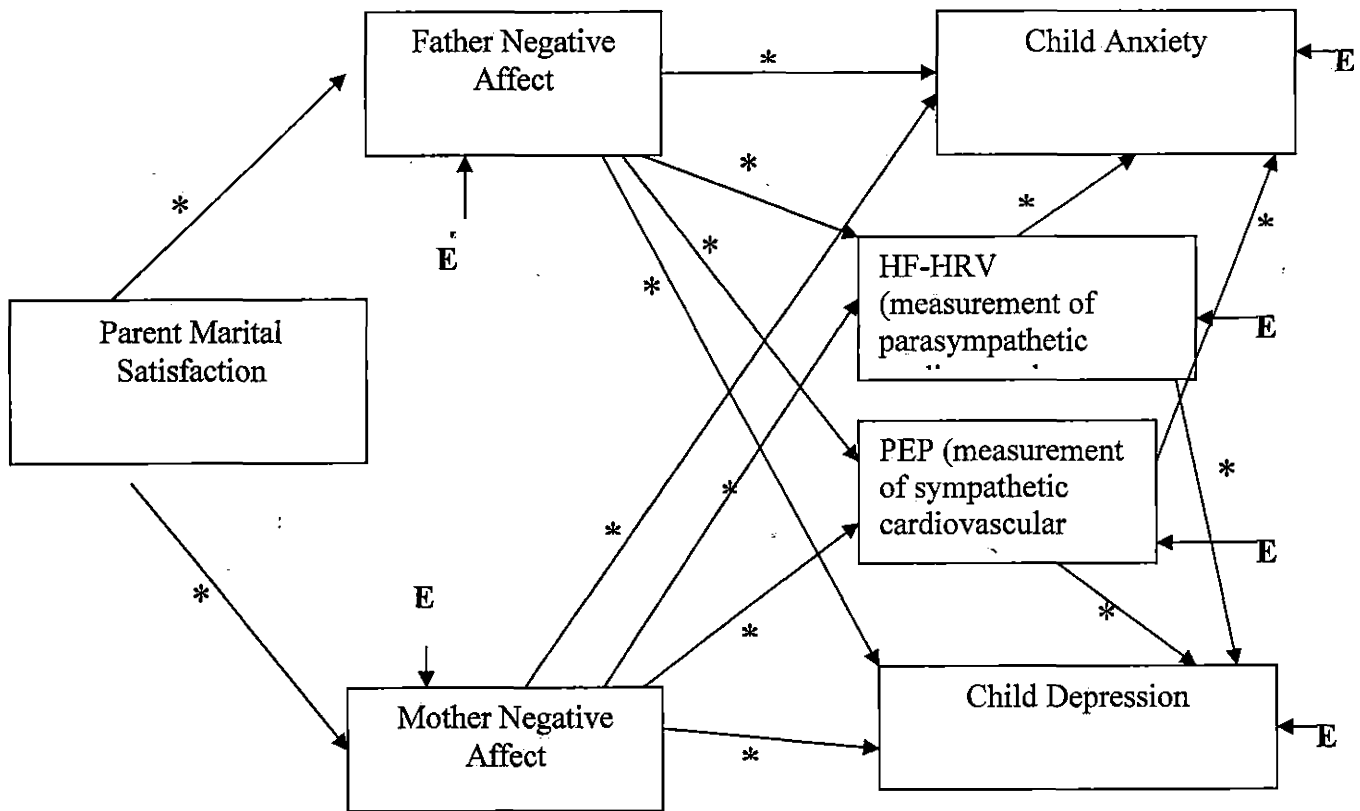 Father Negative
Affect
Child Anxiety
E
*
*
*
*
E
*
*
*
HF-HRV
(measurement of
parasympathetic
E
Parent Marital
Satisfaction
PEP (measurement
of sympathetic
cardiovascular
E
*
*
*
*
*
*
E
*
Mother Negative
Affect
*
Child Depression
E